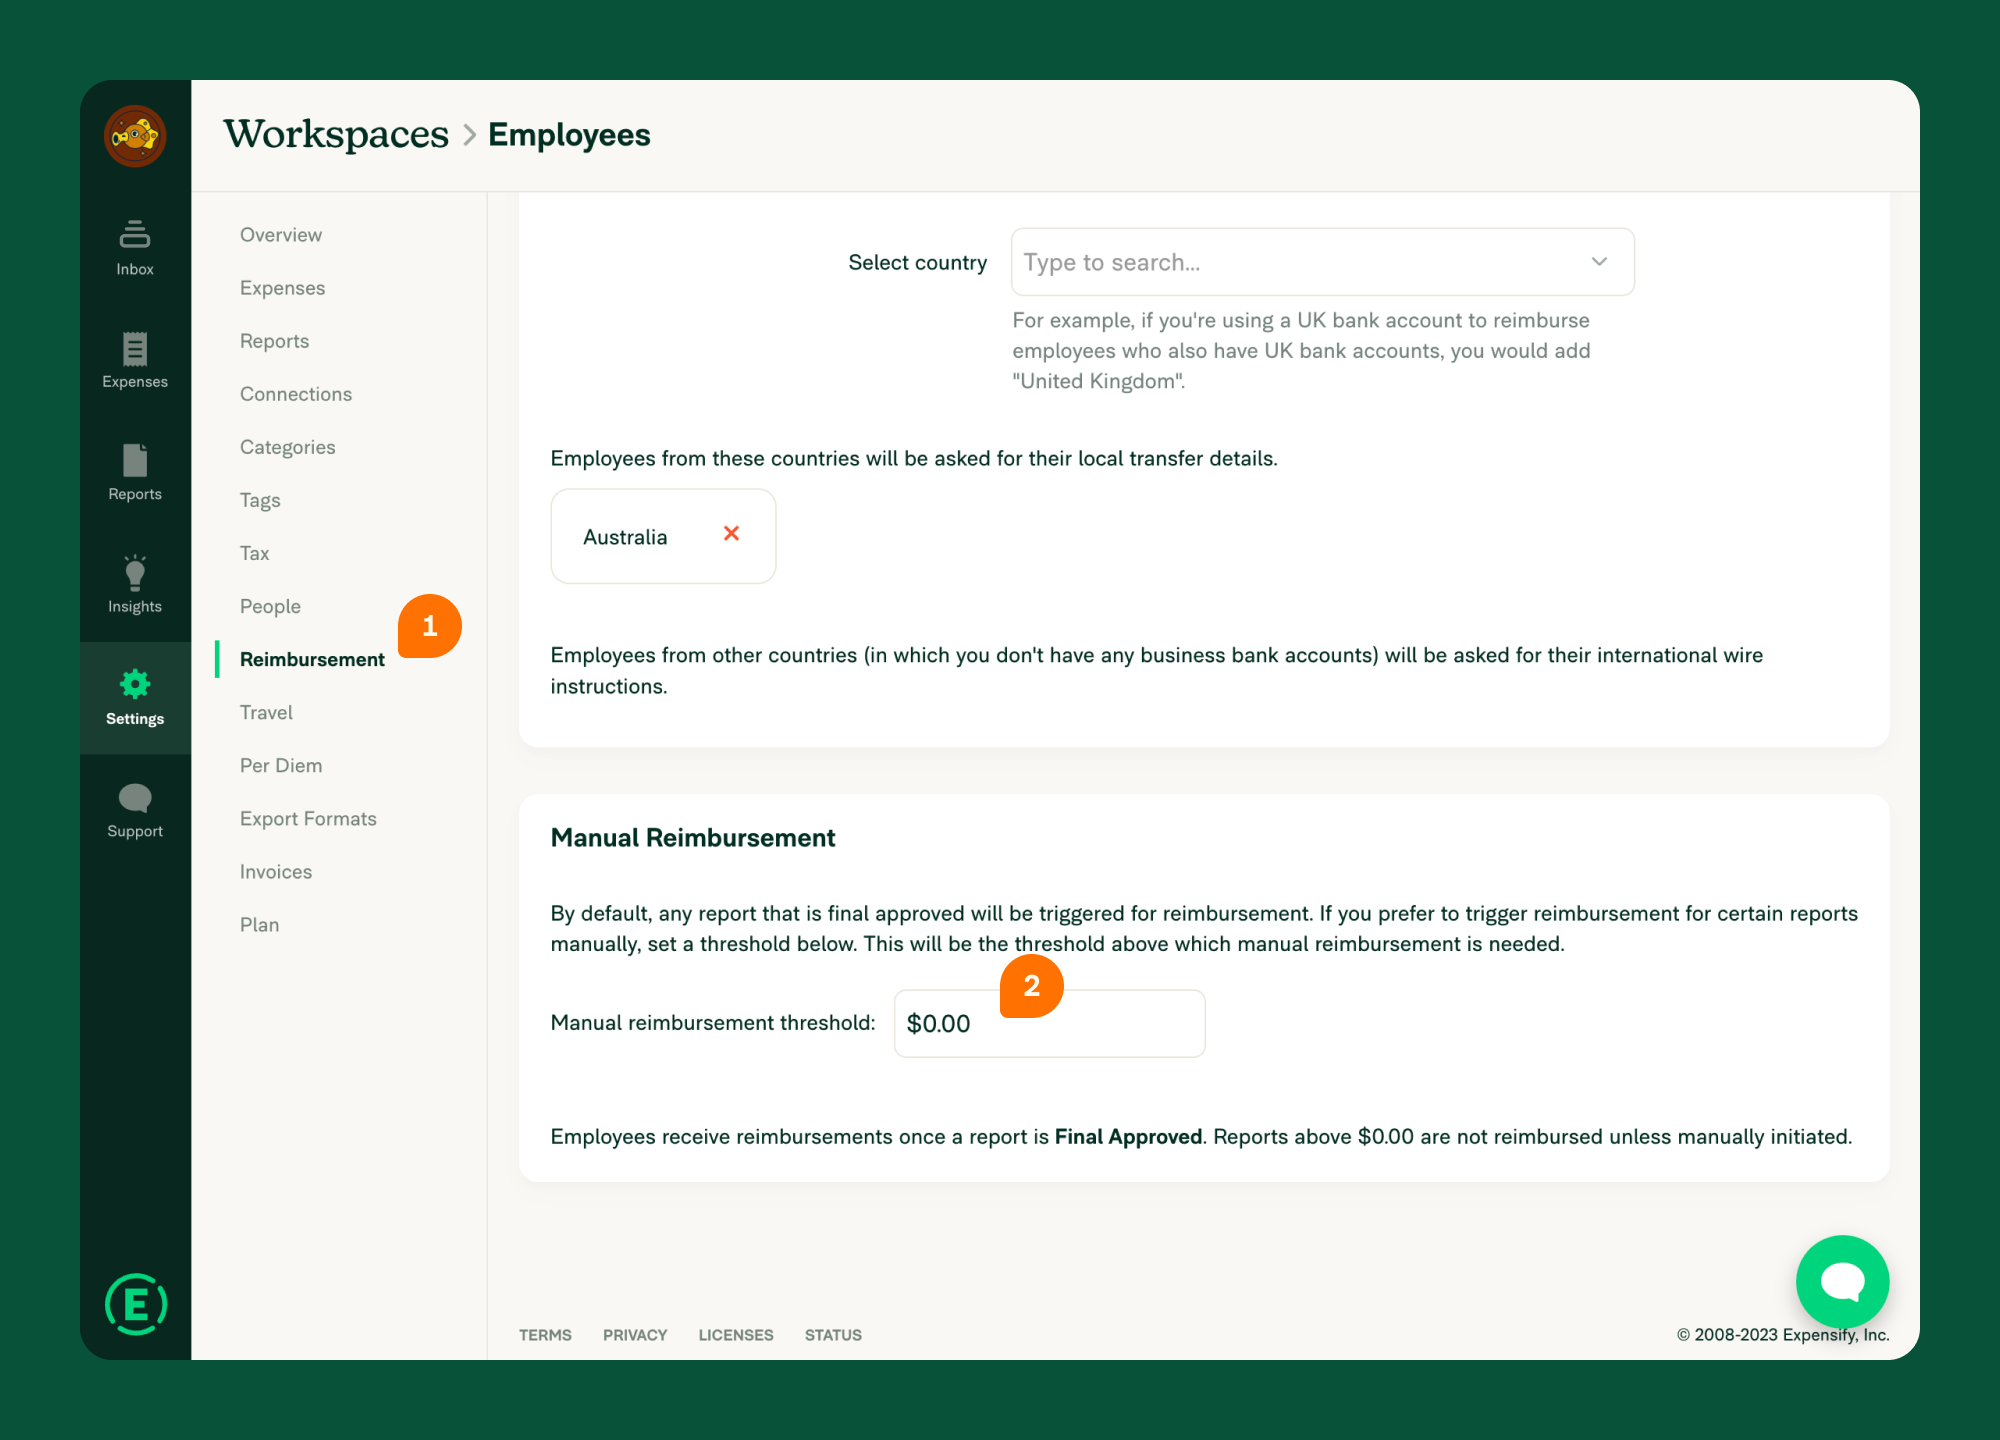 Workspaces > Employees
Inbox
Expenses
Reports
Insights
Settings
Support
E
Overview
Expenses
Reports
Connections
Categories
Tags
Tax
People
Reimbursement
1
Travel
Per Diem
Export Formats
Invoices
Plan
Select country
Type to search...
For example, if you're using a UK bank account to reimburse
employees who also have UK bank accounts, you would add
"United Kingdom".
Employees from these countries will be asked for their local transfer details.
Australia
Employees from other countries (in which you don't have any business bank accounts) will be asked for their international wire
instructions.
Manual Reimbursement
By default, any report that is final approved will be triggered for reimbursement. If you prefer to trigger reimbursement for certain reports
manually, set a threshold below. This will be the threshold above which manual reimbursement is needed.
2
Manual reimbursement threshold: $0.00
Employees receive reimbursements once a report is Final Approved. Reports above $0.00 are not reimbursed unless manually initiated.
TERMS PRIVACY LICENSES STATUS
© 2008-2023 Expensify, Inc.